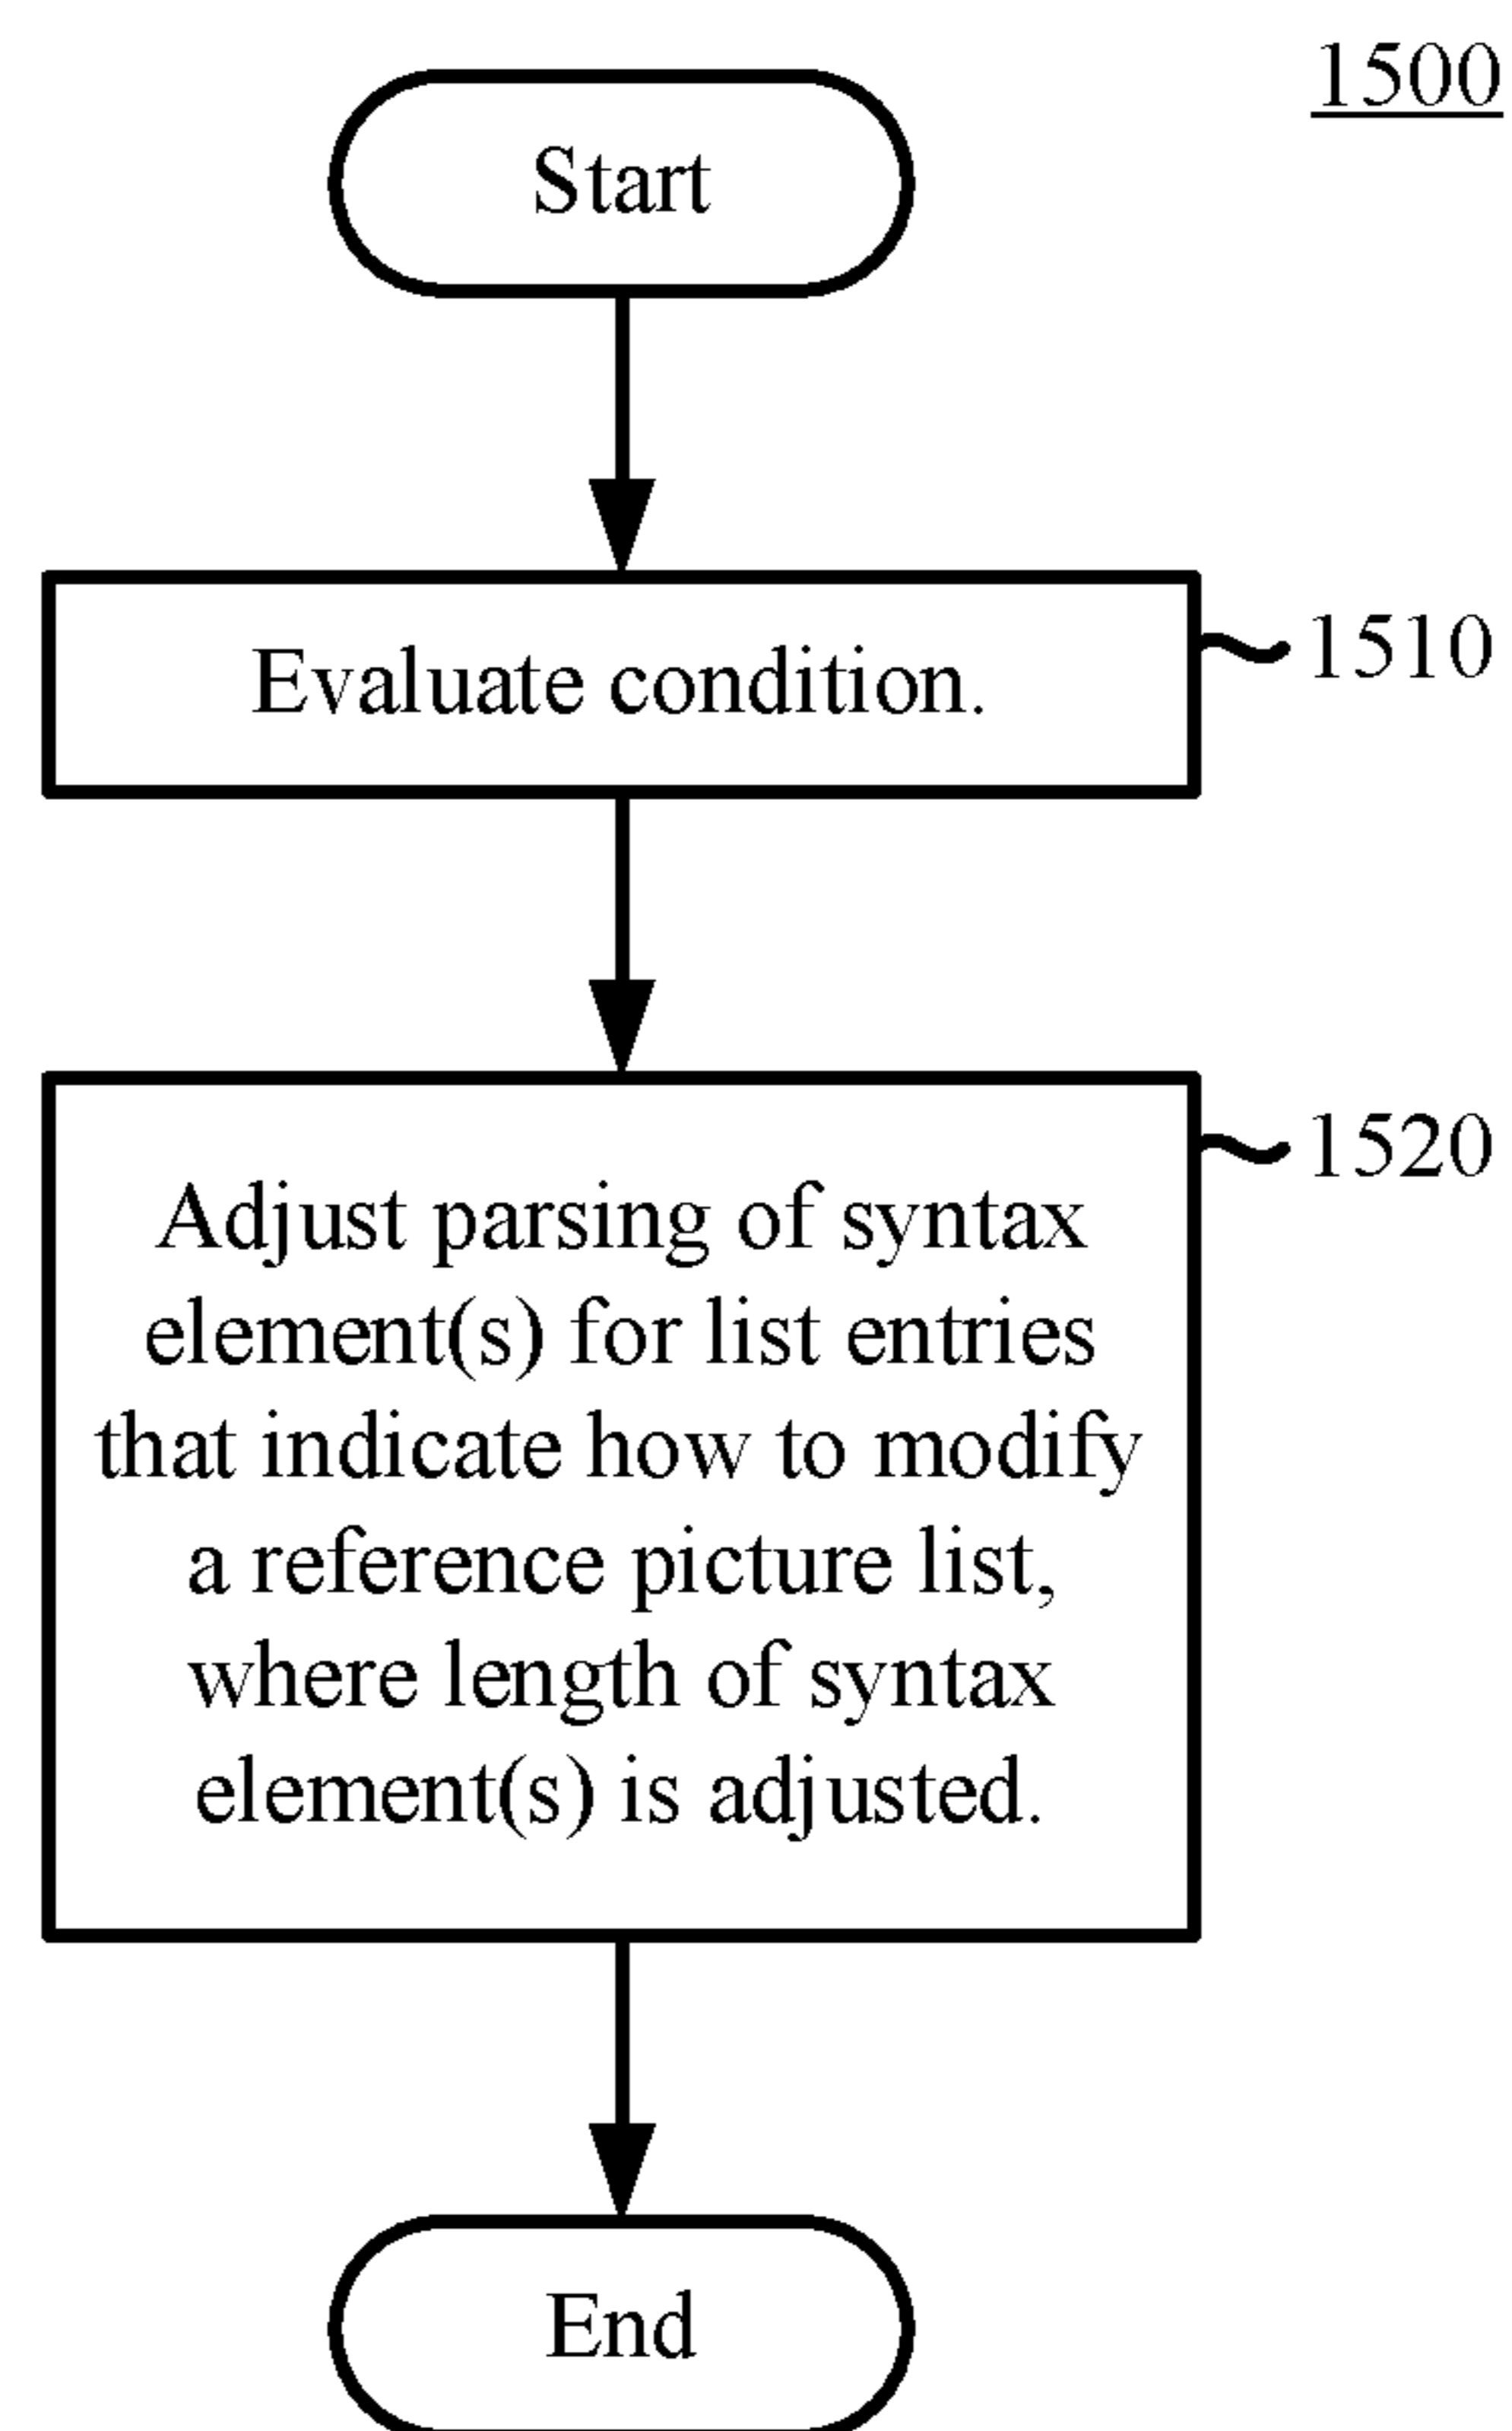 1500
Start
Evaluate condition.
1510
Adjust parsing of syntax
element(s) for list entries
that indicate how to modify
a reference picture list,
where length of syntax
element(s) is adjusted.
1520
End